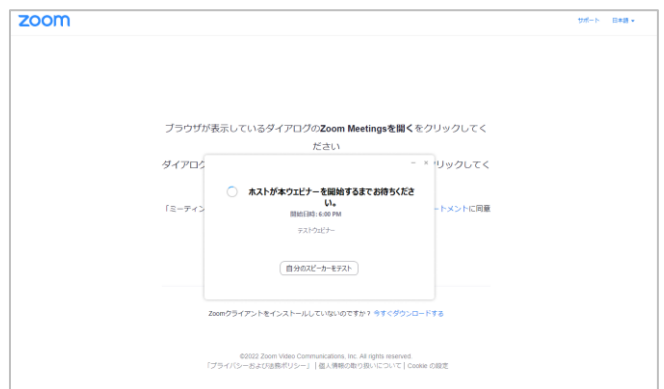 zoom
サポート 日本語
ブラウザが表示しているダイアログのZoom Meetingsを開くをクリックしてく
ださい
ダイアログ
リックしてく
ホストが本ウェビナーを開始するまでお待ちくださ
い。
開始日時: 6:00 PM
テストウェビナー
「ミーティン
ートメントに同意
自分のスピーカーをテスト
Zoomクライアントをインストールしていないのですか？ 今すぐダウンロードする
©2022 Zoom Video Communications, Inc. All rights reserved.
「プライバシーおよび法務ポリシー」 | 個人情報の取り扱いについて | Cookie の設定